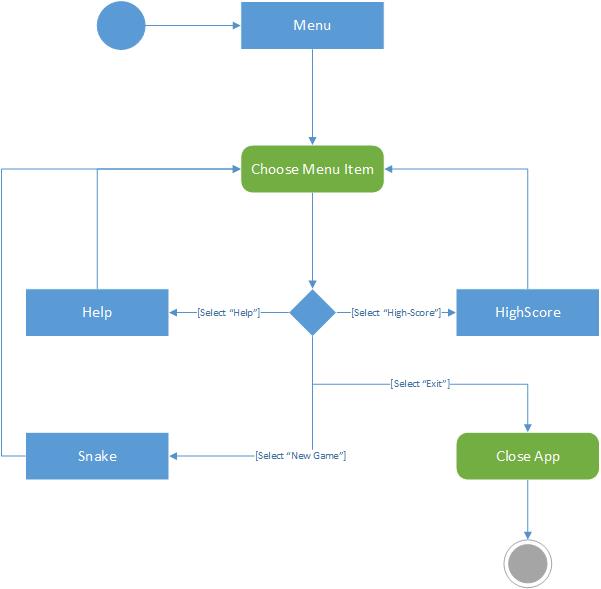 Menu
Choose Menu Item
Help
[Select “Help”]
[Select “High-Score”]
HighScore
[Select “Exit”]
Snake
[Select “New Game”]
Close App